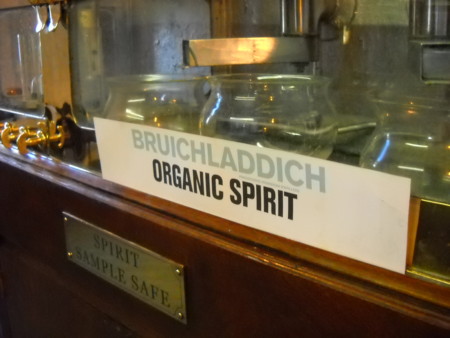 BRUICHLADDICH
ORGANIC SPIRIT
SPIRIT
SAMPLE SAFE